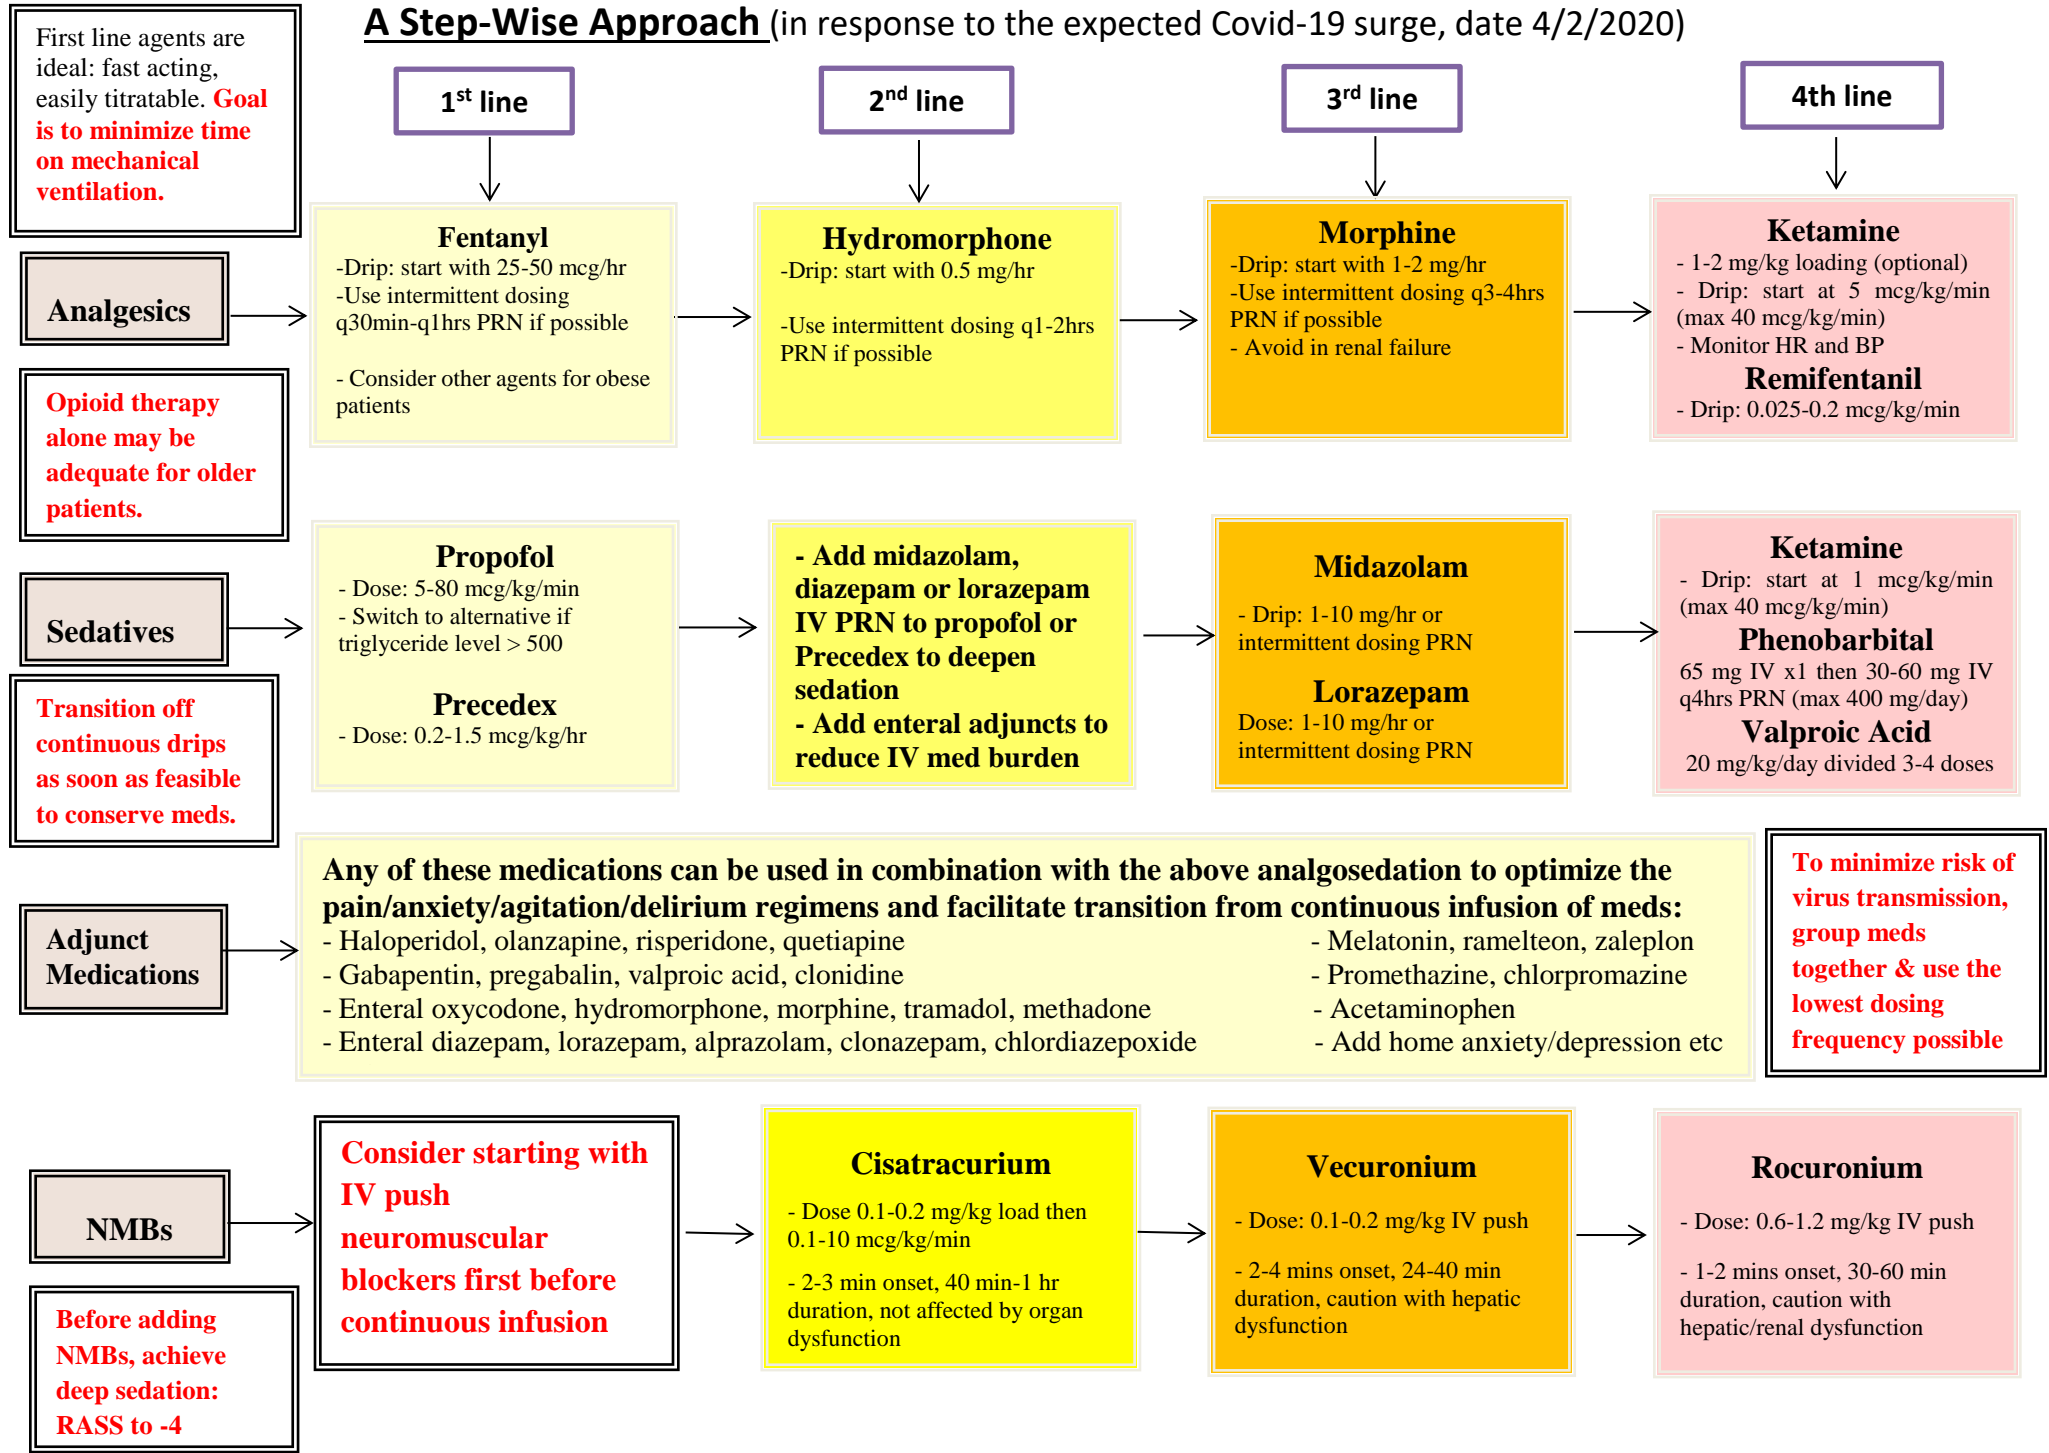 A Step-Wise Approach (in response to the expected Covid-19 surge, date 4/2/2020)
First line agents are
ideal: fast acting,
easily titratable. Goal
is to minimize time
on mechanical
ventilation.
1st line
2nd line
3rd line
4th line
Analgesics
Fentanyl
-Drip: start with 25-50 mcg/hr
-Use intermittent dosing
q30min-q1hrs PRN if possible
- Consider other agents for obese
patients
Hydromorphone
-Drip: start with 0.5 mg/hr
-Use intermittent dosing q1-2hrs
PRN if possible
Morphine
-Drip: start with 1-2 mg/hr
-Use intermittent dosing q3-4hrs
PRN if possible
- Avoid in renal failure
Ketamine
- 1-2 mg/kg loading (optional)
- Drip: start at 5 mcg/kg/min
(max 40 mcg/kg/min)
- Monitor HR and BP
Remifentanil
- Drip: 0.025-0.2 mcg/kg/min
Opioid therapy
alone may be
adequate for older
patients.
Sedatives
Propofol
- Dose: 5-80 mcg/kg/min
- Switch to alternative if
triglyceride level > 500
Precedex
- Dose: 0.2-1.5 mcg/kg/hr
- Add midazolam,
diazepam or lorazepam
IV PRN to propofol or
Precedex to deepen
sedation
- Add enteral adjuncts to
reduce IV med burden
Midazolam
- Drip: 1-10 mg/hr or
intermittent dosing PRN
Lorazepam
Dose: 1-10 mg/hr or
intermittent dosing PRN
Ketamine
- Drip: start at 1 mcg/kg/min
(max 40 mcg/kg/min)
Phenobarbital
65 mg IV x1 then 30-60 mg IV
q4hrs PRN (max 400 mg/day)
Valproic Acid
20 mg/kg/day divided 3-4 doses
Transition off
continuous drips
as soon as feasible
to conserve meds.
Adjunct
Medications
Any of these medications can be used in combination with the above analgosedation to optimize the
pain/anxiety/agitation/delirium regimens and facilitate transition from continuous infusion of meds:
- Haloperidol, olanzapine, risperidone, quetiapine
- Gabapentin, pregabalin, valproic acid, clonidine
- Enteral oxycodone, hydromorphone, morphine, tramadol, methadone
- Enteral diazepam, lorazepam, alprazolam, clonazepam, chlordiazepoxide
- Melatonin, ramelteon, zaleplon
- Promethazine, chlorpromazine
- Acetaminophen
- Add home anxiety/depression etc
To minimize risk of
virus transmission,
group meds
together & use the
lowest dosing
frequency possible
NMBs
Consider starting with
IV push
neuromuscular
blockers first before
continuous infusion
Cisatracurium
- Dose 0.1-0.2 mg/kg load then
0.1-10 mcg/kg/min
- 2-3 min onset, 40 min-1 hr
duration, not affected by organ
dysfunction
Vecuronium
- Dose: 0.1-0.2 mg/kg IV push
- 2-4 mins onset, 24-40 min
duration, caution with hepatic
dysfunction
Rocuronium
- Dose: 0.6-1.2 mg/kg IV push
- 1-2 mins onset, 30-60 min
duration, caution with
hepatic/renal dysfunction
Before adding
NMBs, achieve
deep sedation:
RASS to -4